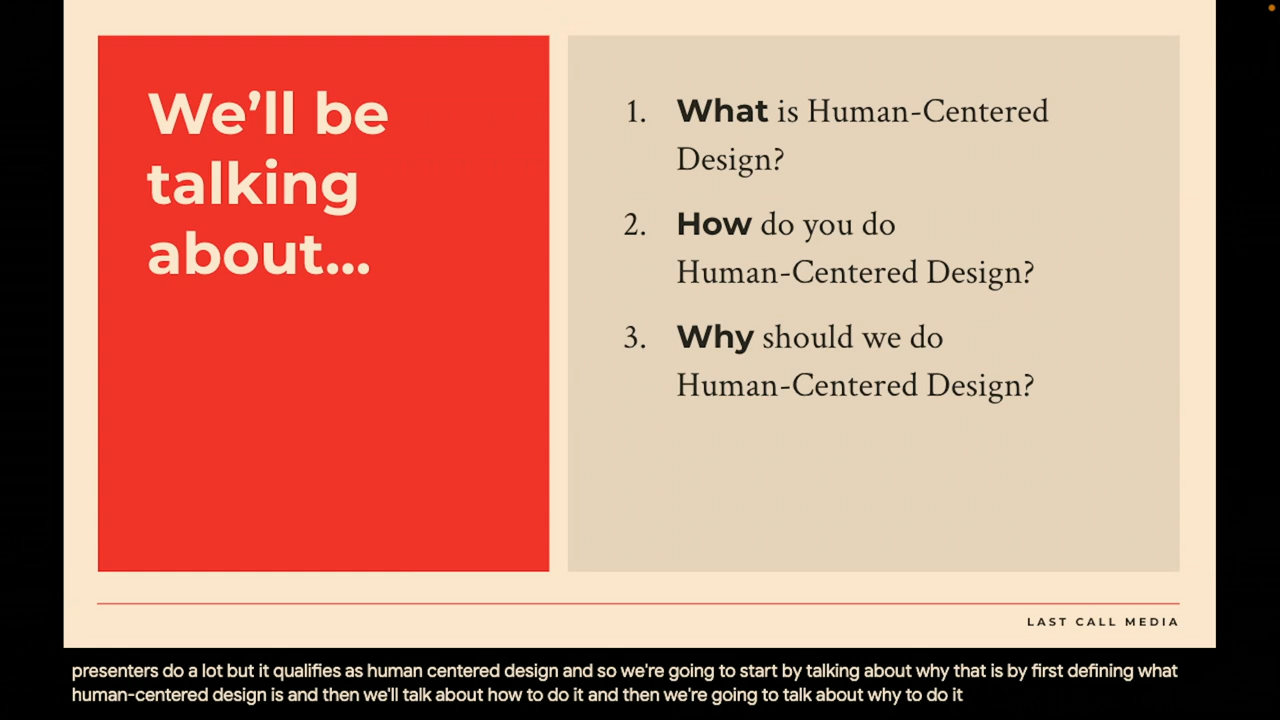 We’ll be
talking
about...
1. What is Human-Centered
Design?
2. How do you do
Human-Centered Design?
3. Why should we do
Human-Centered Design?
LAST CALL MEDIA
presenters do a lot but it qualifies as human centered design and so we're going to start by talking about why that is by first defining what
human-centered design is and then we'll talk about how to do it and then we're going to talk about why to do it